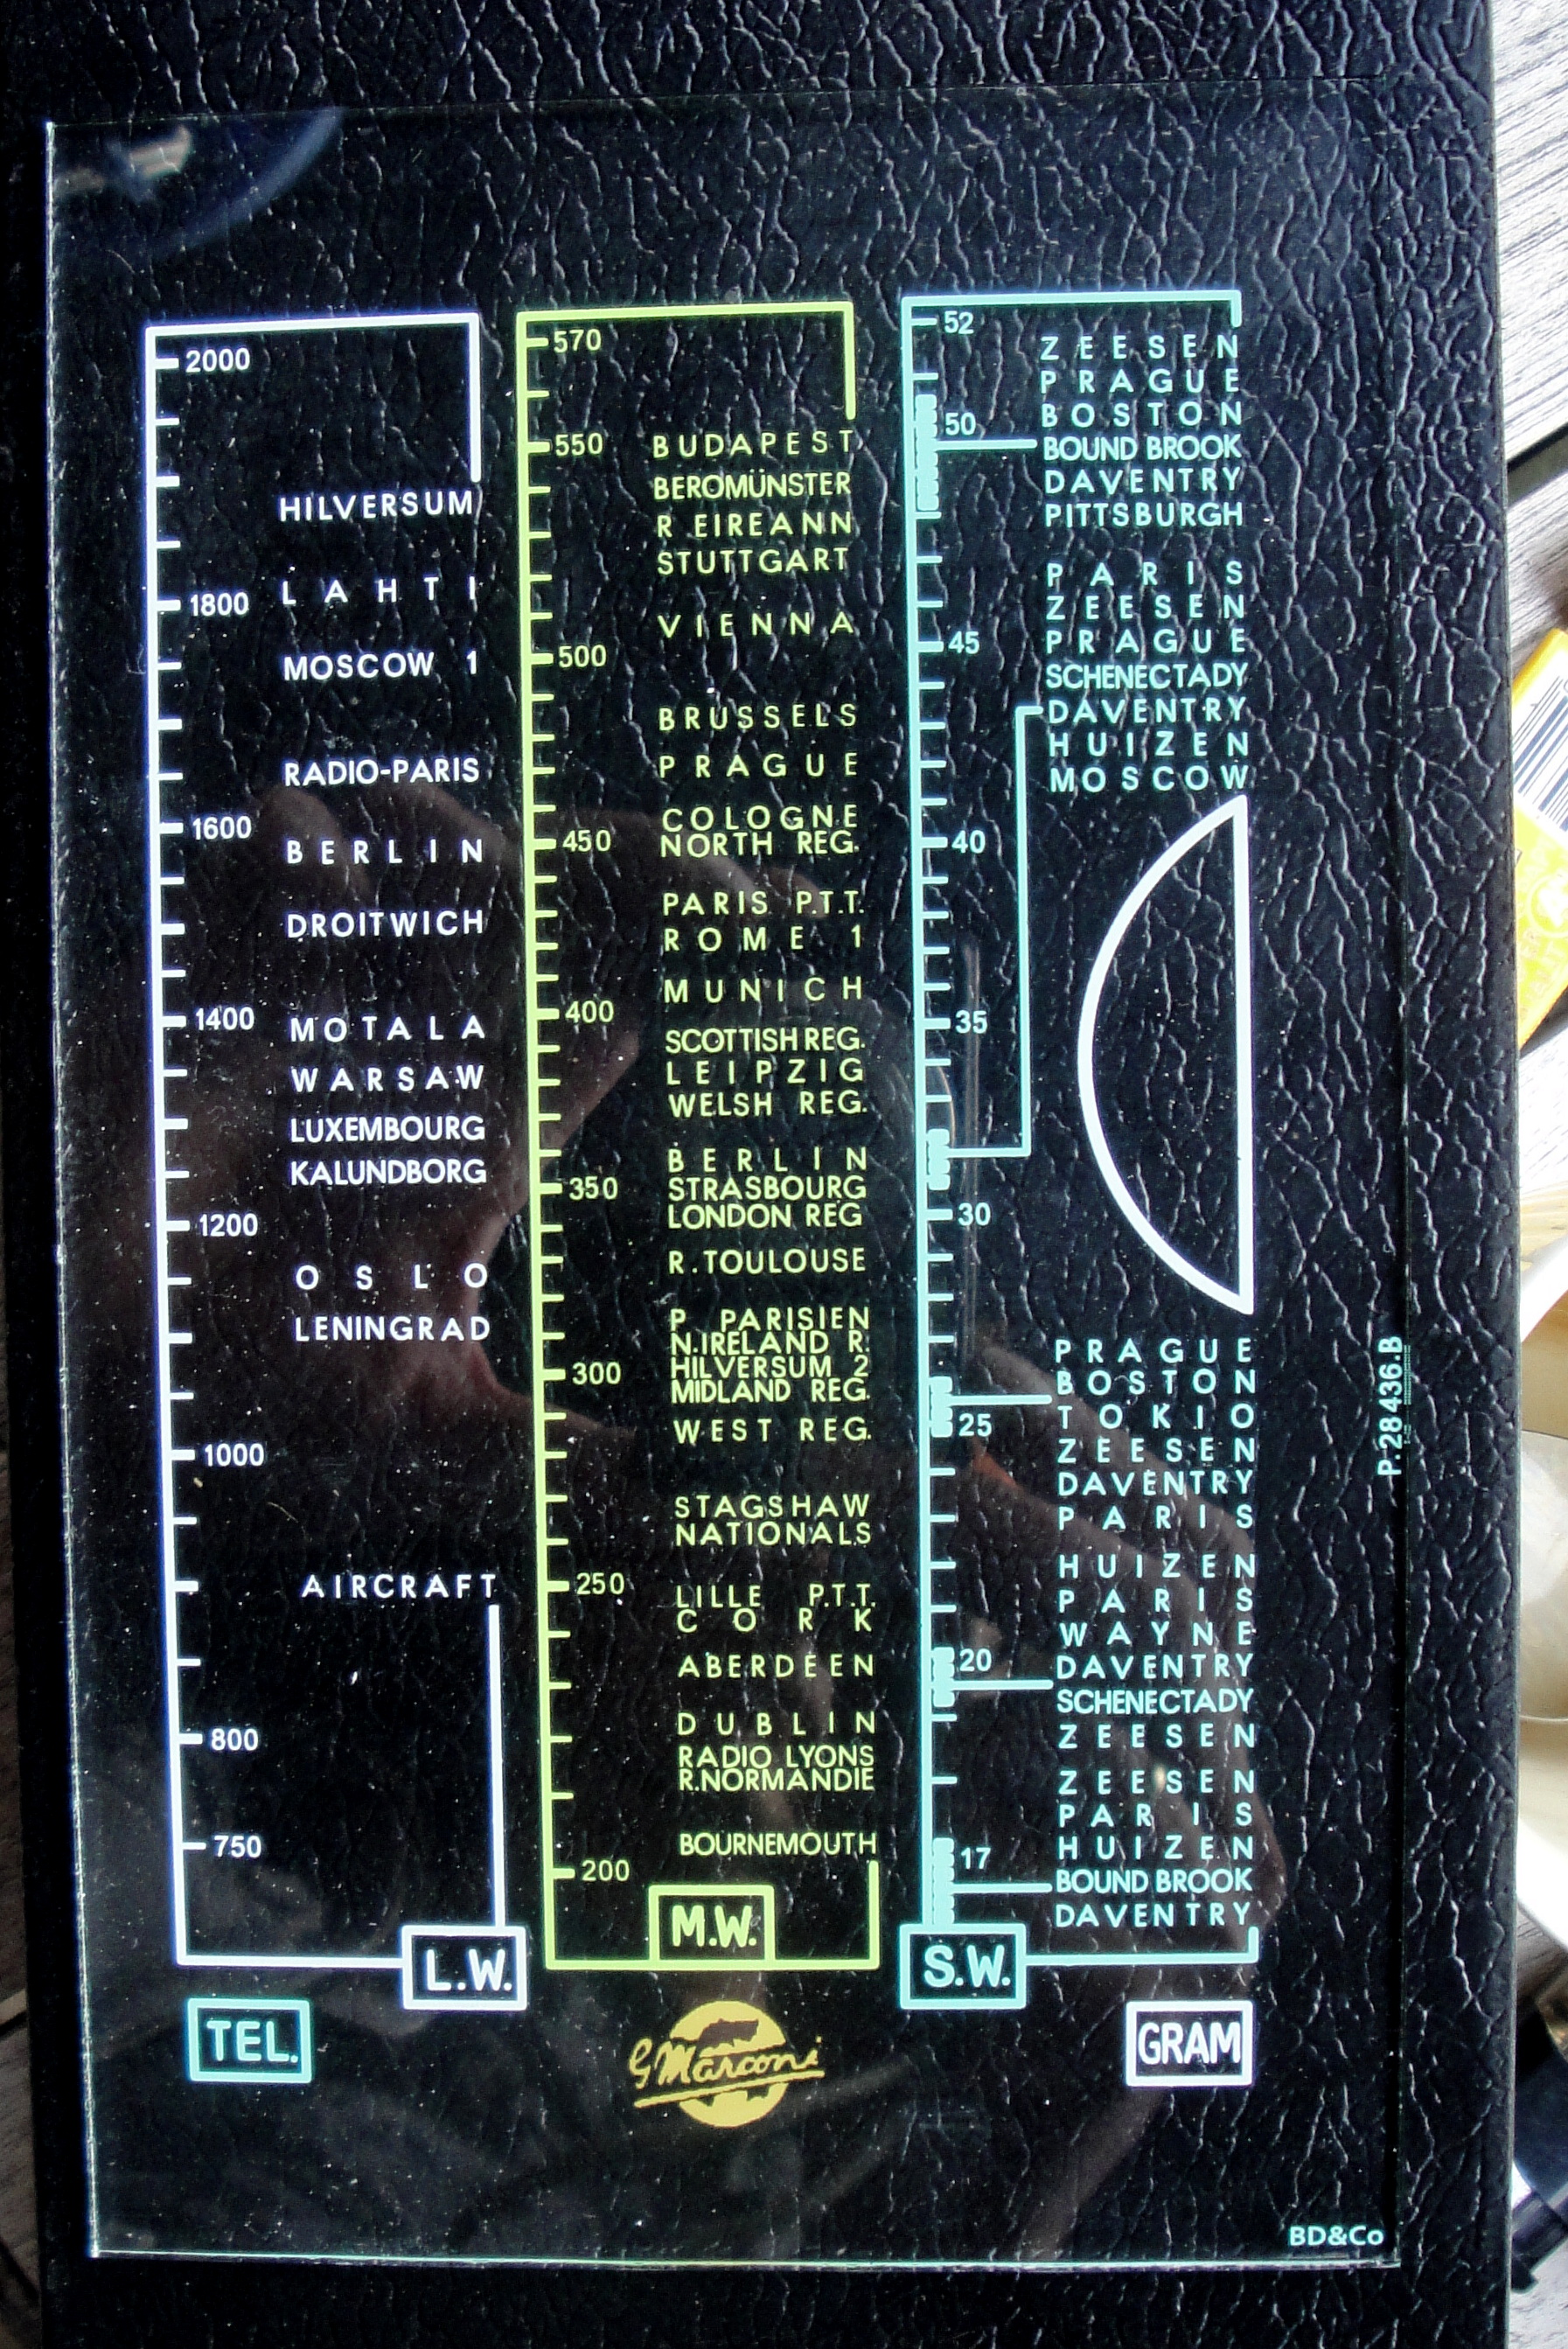 2000
HILVERSUM
LAHTI
1800
MOSCOW 1
RADIO-PARIS
1600
BERLIN
DROITWICH
1400
MOTALA
WARSAW
LUXEMBOURG
KALUNDBORG
1200
OSLO
LENINGRAD
1000
AIRCRAFT
800
750
L.W.
TEL.
570
550 BUDAPEST
BEROMÜNSTER
R EIREANN
STUTTGART
VIENNA
500
BRUSSELS
PRAGUE
COLOGNE
450 NORTH REG.
PARIS P.T.T.
ROME 1
MUNICH
400
SCOTTISH REG.
LEIPZIG
WELSH REG.
BERLIN
350 STRASBOURG
LONDON REG
R. TOULOUSE
P PARISIEN
N.IRELAND R.
300 HILVERSUM 2
MIDLAND REG.
WEST REG.
STAGSHAW
NATIONALS
250
LILLE P.T.T.
CORK
ABERDEEN
DUBLIN
RADIO LYONS
R.NORMANDIE
BOURNEMOUTH
200
M.W.
G Marconi
52
ZEESEN
PRAGUE
BOSTON
50
BOUND BROOK
DAVENTRY
PITTSBURGH
PARIS
ZEESEN
45 PRAGUE
SCHENECTADY
DAVENTRY
HUIZEN
MOSCOW
40
35
30
PRAGUE
BOSTON
25 TOKIO
ZEESEN
DAVENTRY
PARIS
HUIZEN
PARIS
WAYNE
20 DAVENTRY
SCHENECTADY
ZEESEN
ZEESEN
PARIS
HUIZEN
17
BOUND BROOK
DAVENTRY
S.W.
GRAM
P.28436.B
BD&Co